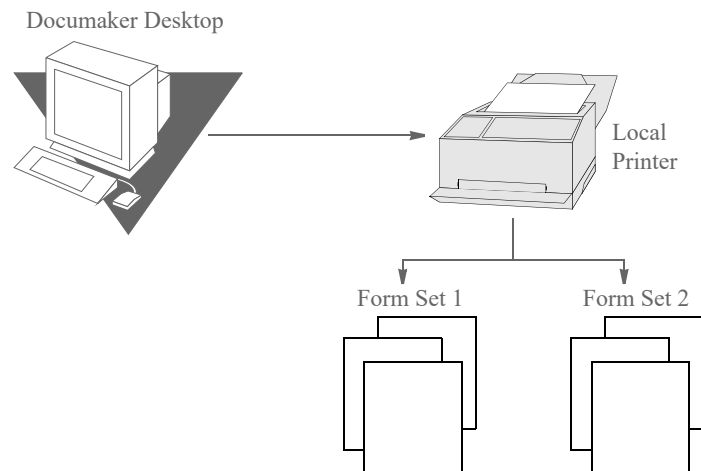 Documaker Desktop
Local
Printer
Form Set 1
Form Set 2